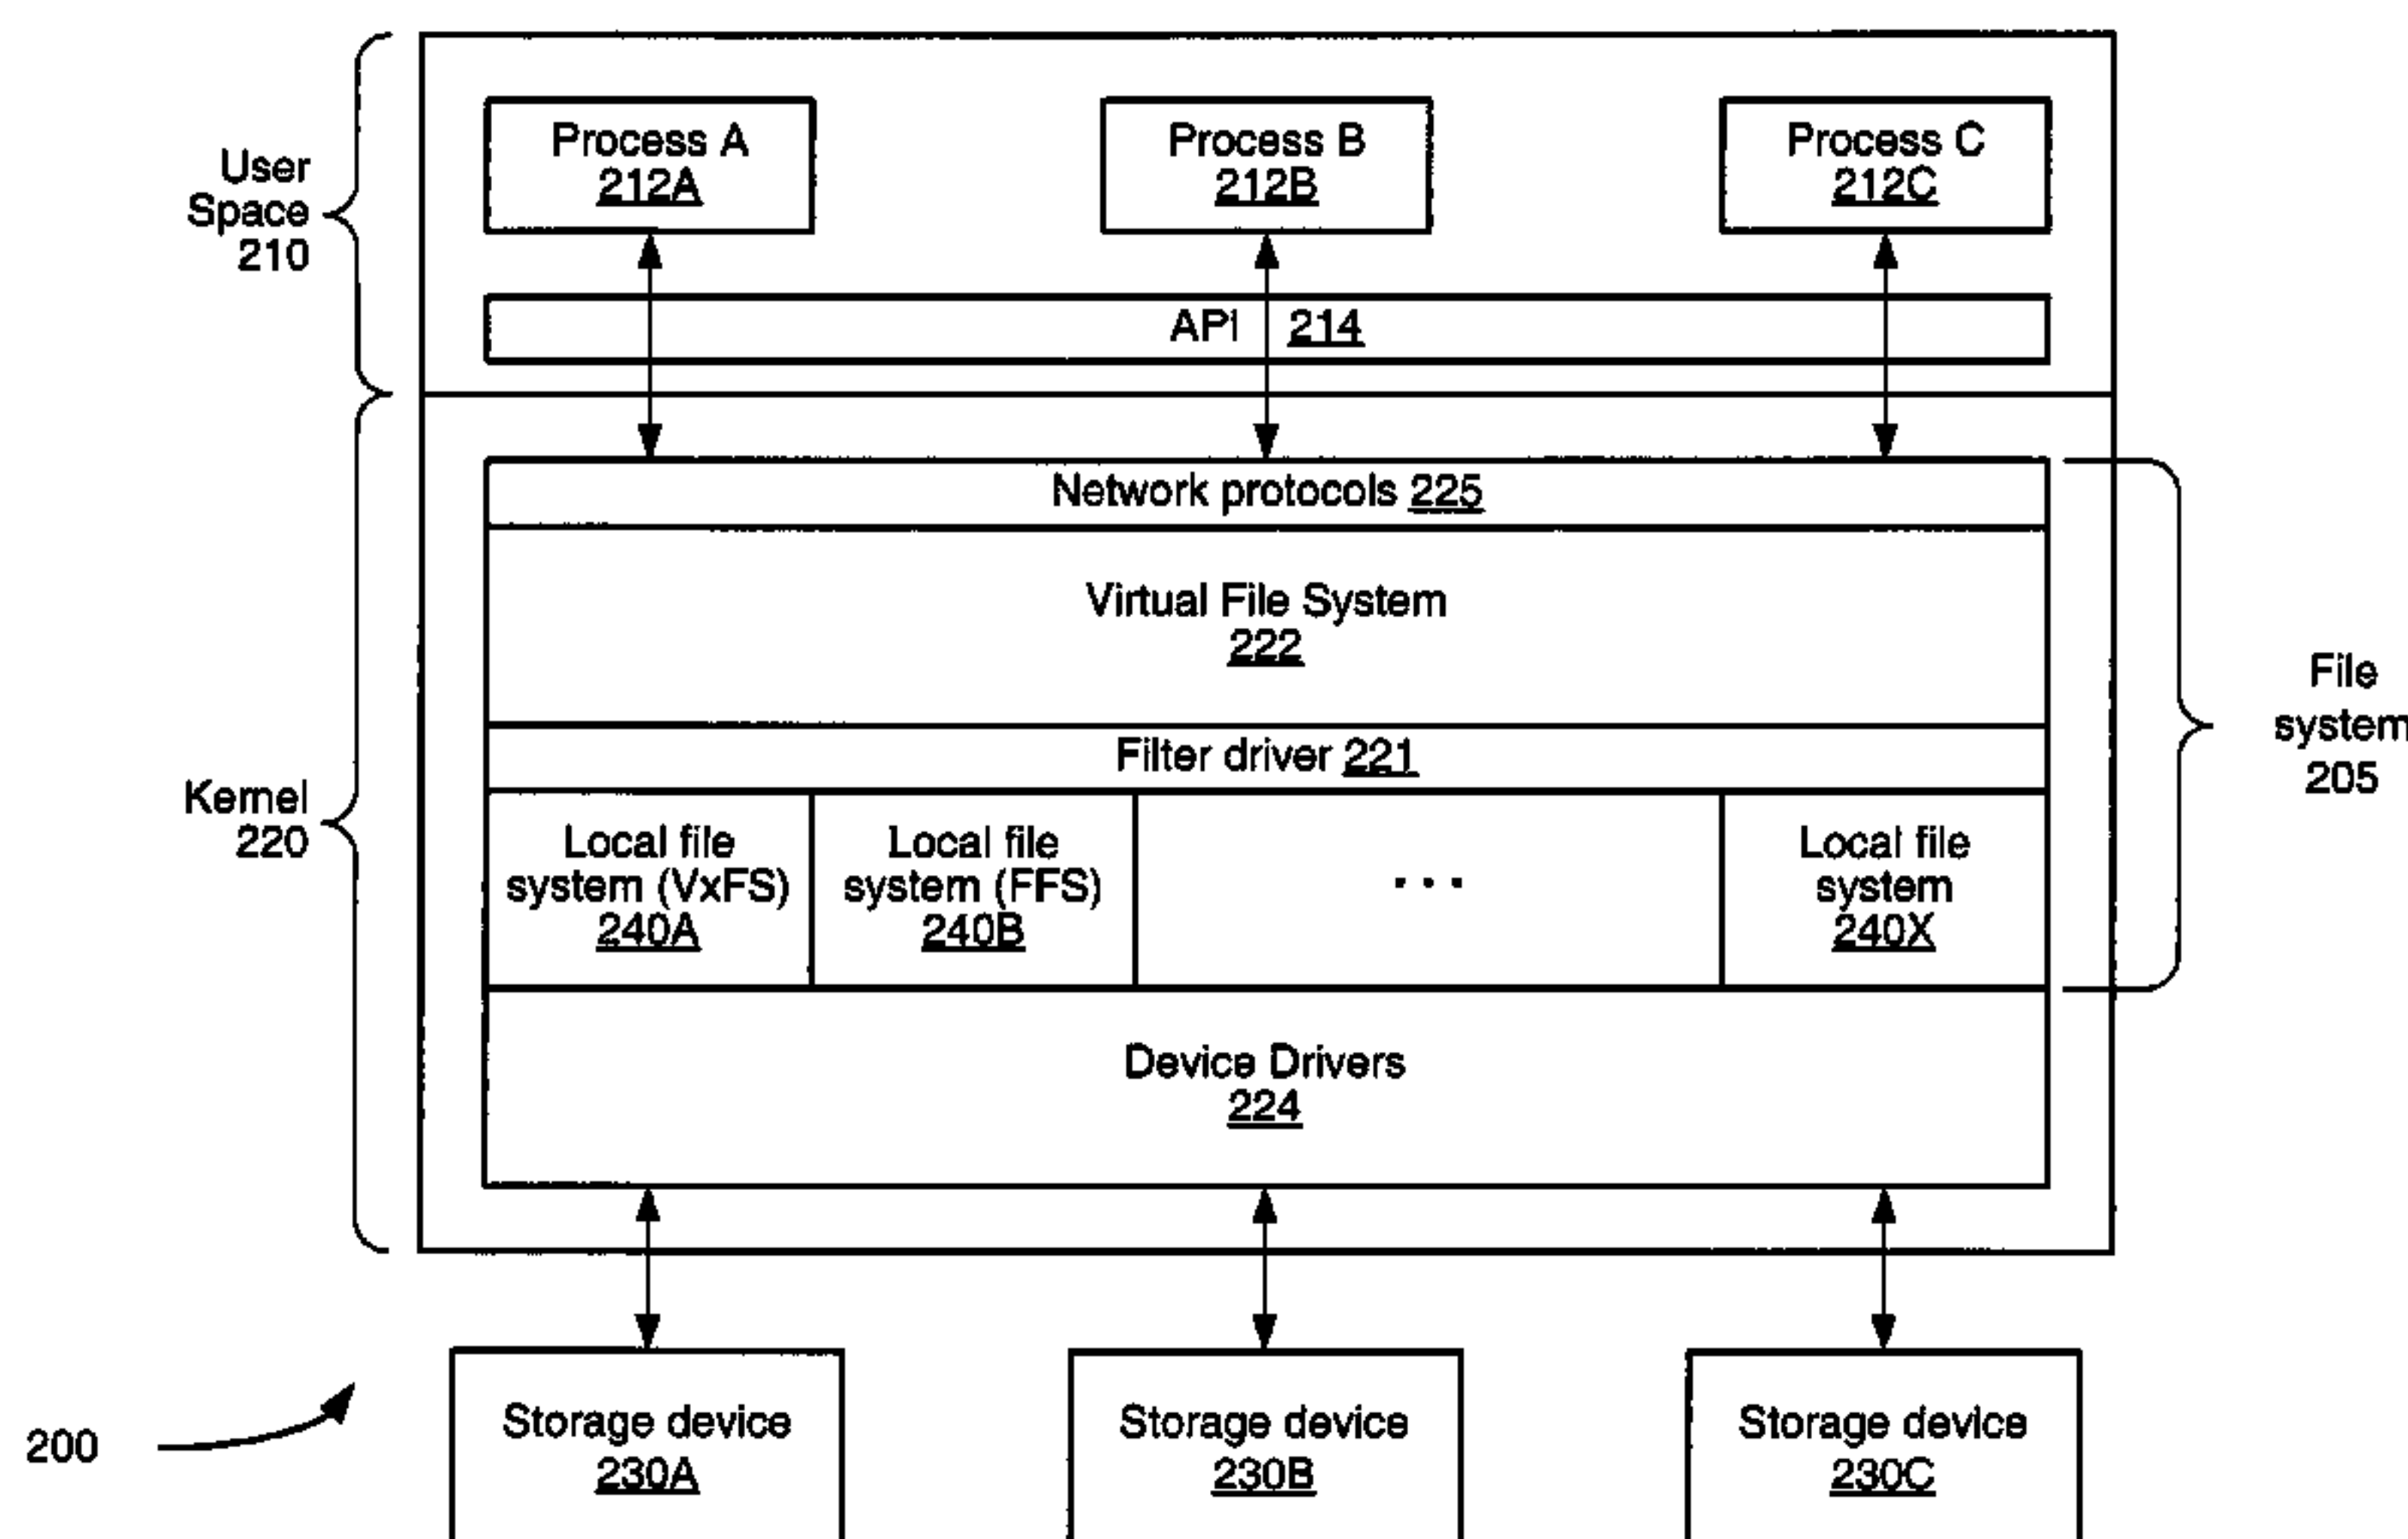 Process A
212A
Process B
212B
Process C
212C
User
Space
210
API 214
Network protocols 225
Virtual File System
222
File
system
205
Filter driver 221
Kernel
220
Local file
system (VxFS)
240A
Local file
system (FFS)
240B
...
Local file
system
240X
Device Drivers
224
200
Storage device
230A
Storage device
230B
Storage device
230C